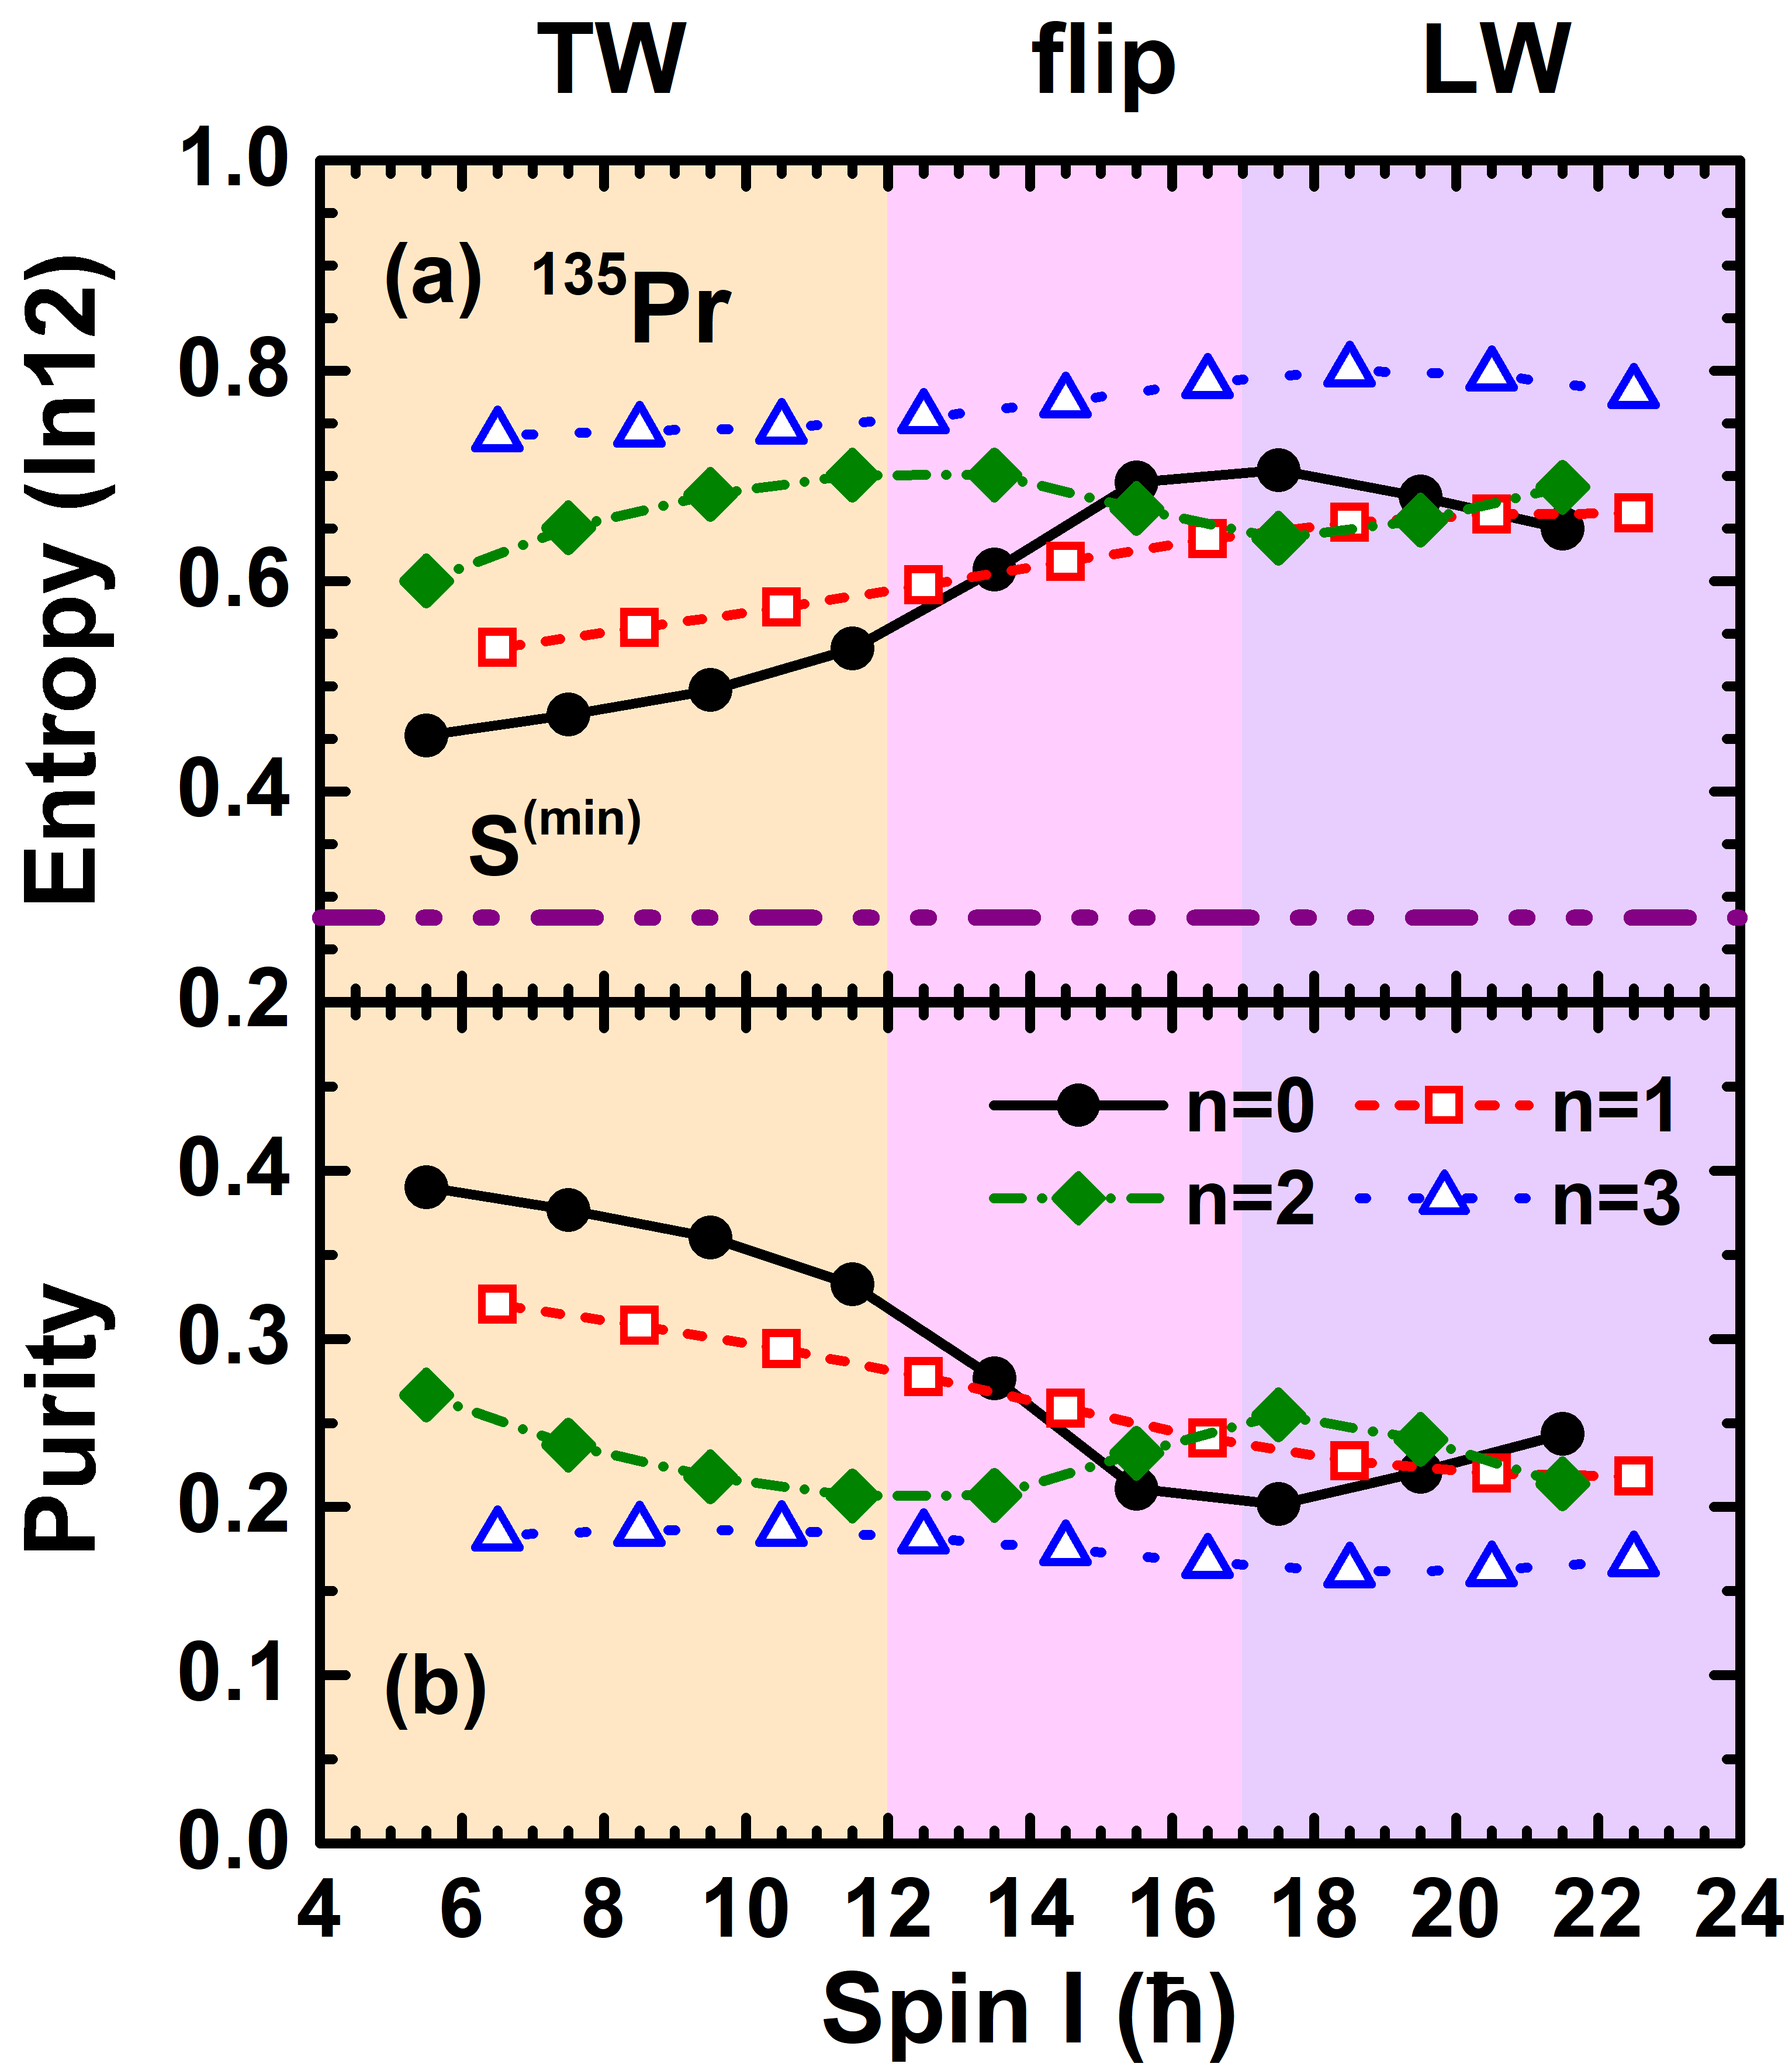 TW flip LW
1.0
(a) ¹³⁵Pr
0.8
0.6
0.4
S⁽ᵐⁱⁿ⁾
0.2
Entropy (ln12)
n=0 n=1
n=2 n=3
0.4
0.3
0.2
0.1
(b)
0.0
Purity
4 6 8 10 12 14 16 18 20 22 24
Spin I (ħ)